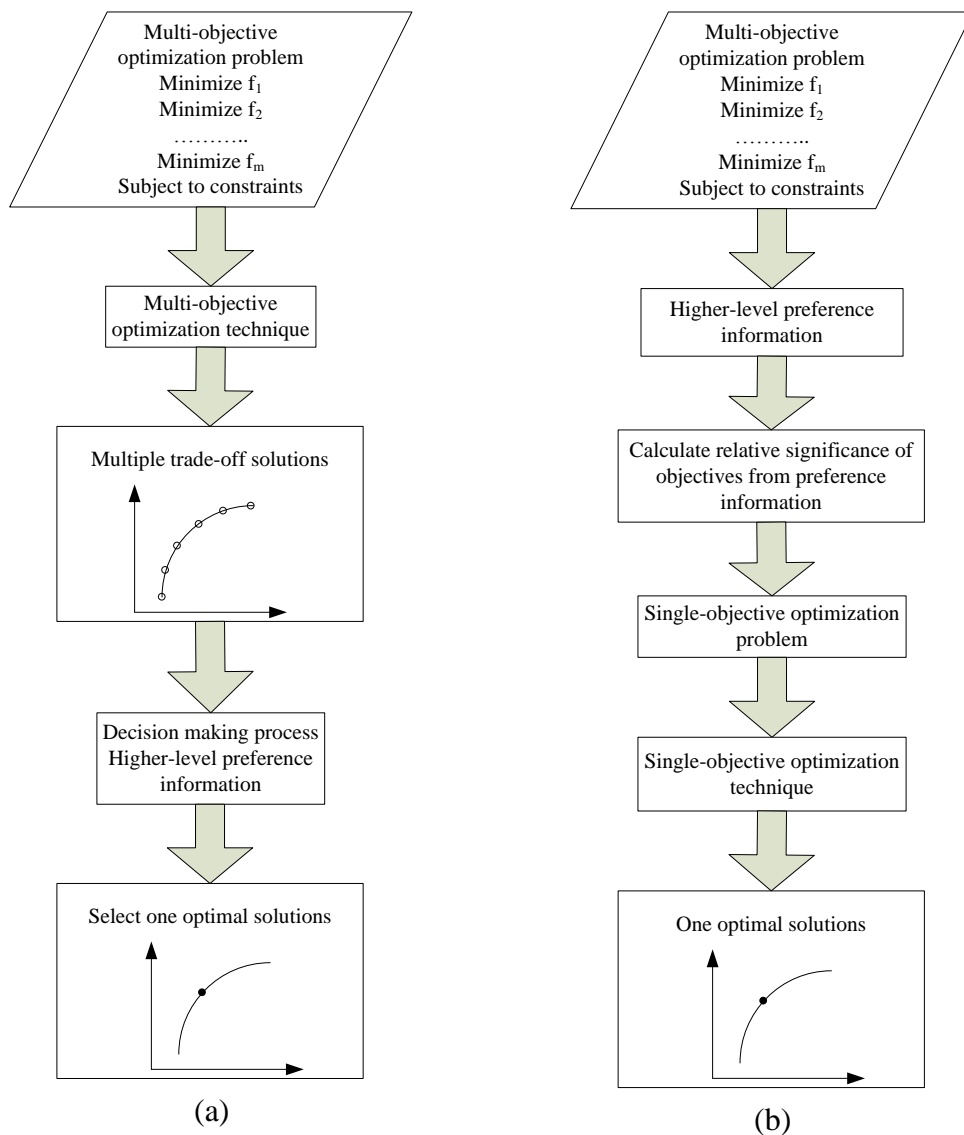 Multi-objective
optimization problem
Minimize f₁
Minimize f₂
………..
Minimize fₘ
Subject to constraints
Multi-objective
optimization technique
Multiple trade-off solutions
Decision making process
Higher-level preference
information
Select one optimal solutions
(a)
Multi-objective
optimization problem
Minimize f₁
Minimize f₂
………..
Minimize fₘ
Subject to constraints
Higher-level preference
information
Calculate relative significance of
objectives from preference
information
Single-objective optimization
problem
Single-objective optimization
technique
One optimal solutions
(b)